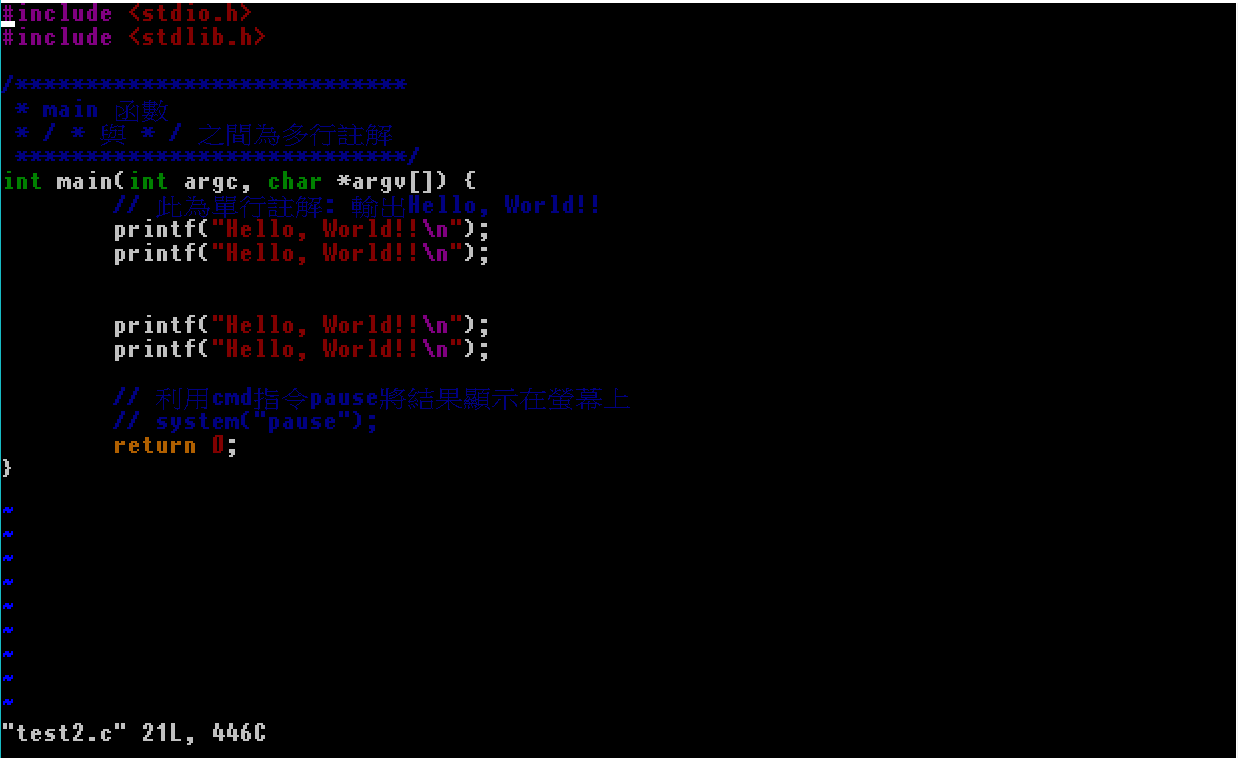 #include <stdio.h>
#include <stdlib.h>
/****************************
 * main 函數
 * / * 與 * / 之間為多行註解
 ****************************/
int main(int argc, char *argv[]) {
        // 此為單行註解: 輸出Hello, World!!
        printf("Hello, World!!\n");
        printf("Hello, World!!\n");
        printf("Hello, World!!\n");
        printf("Hello, World!!\n");
        // 利用cmd指令pause將結果顯示在螢幕上
        // system("pause");
        return 0;
}
~
~
~
~
~
~
~
~
~
"test2.c" 21L, 446C